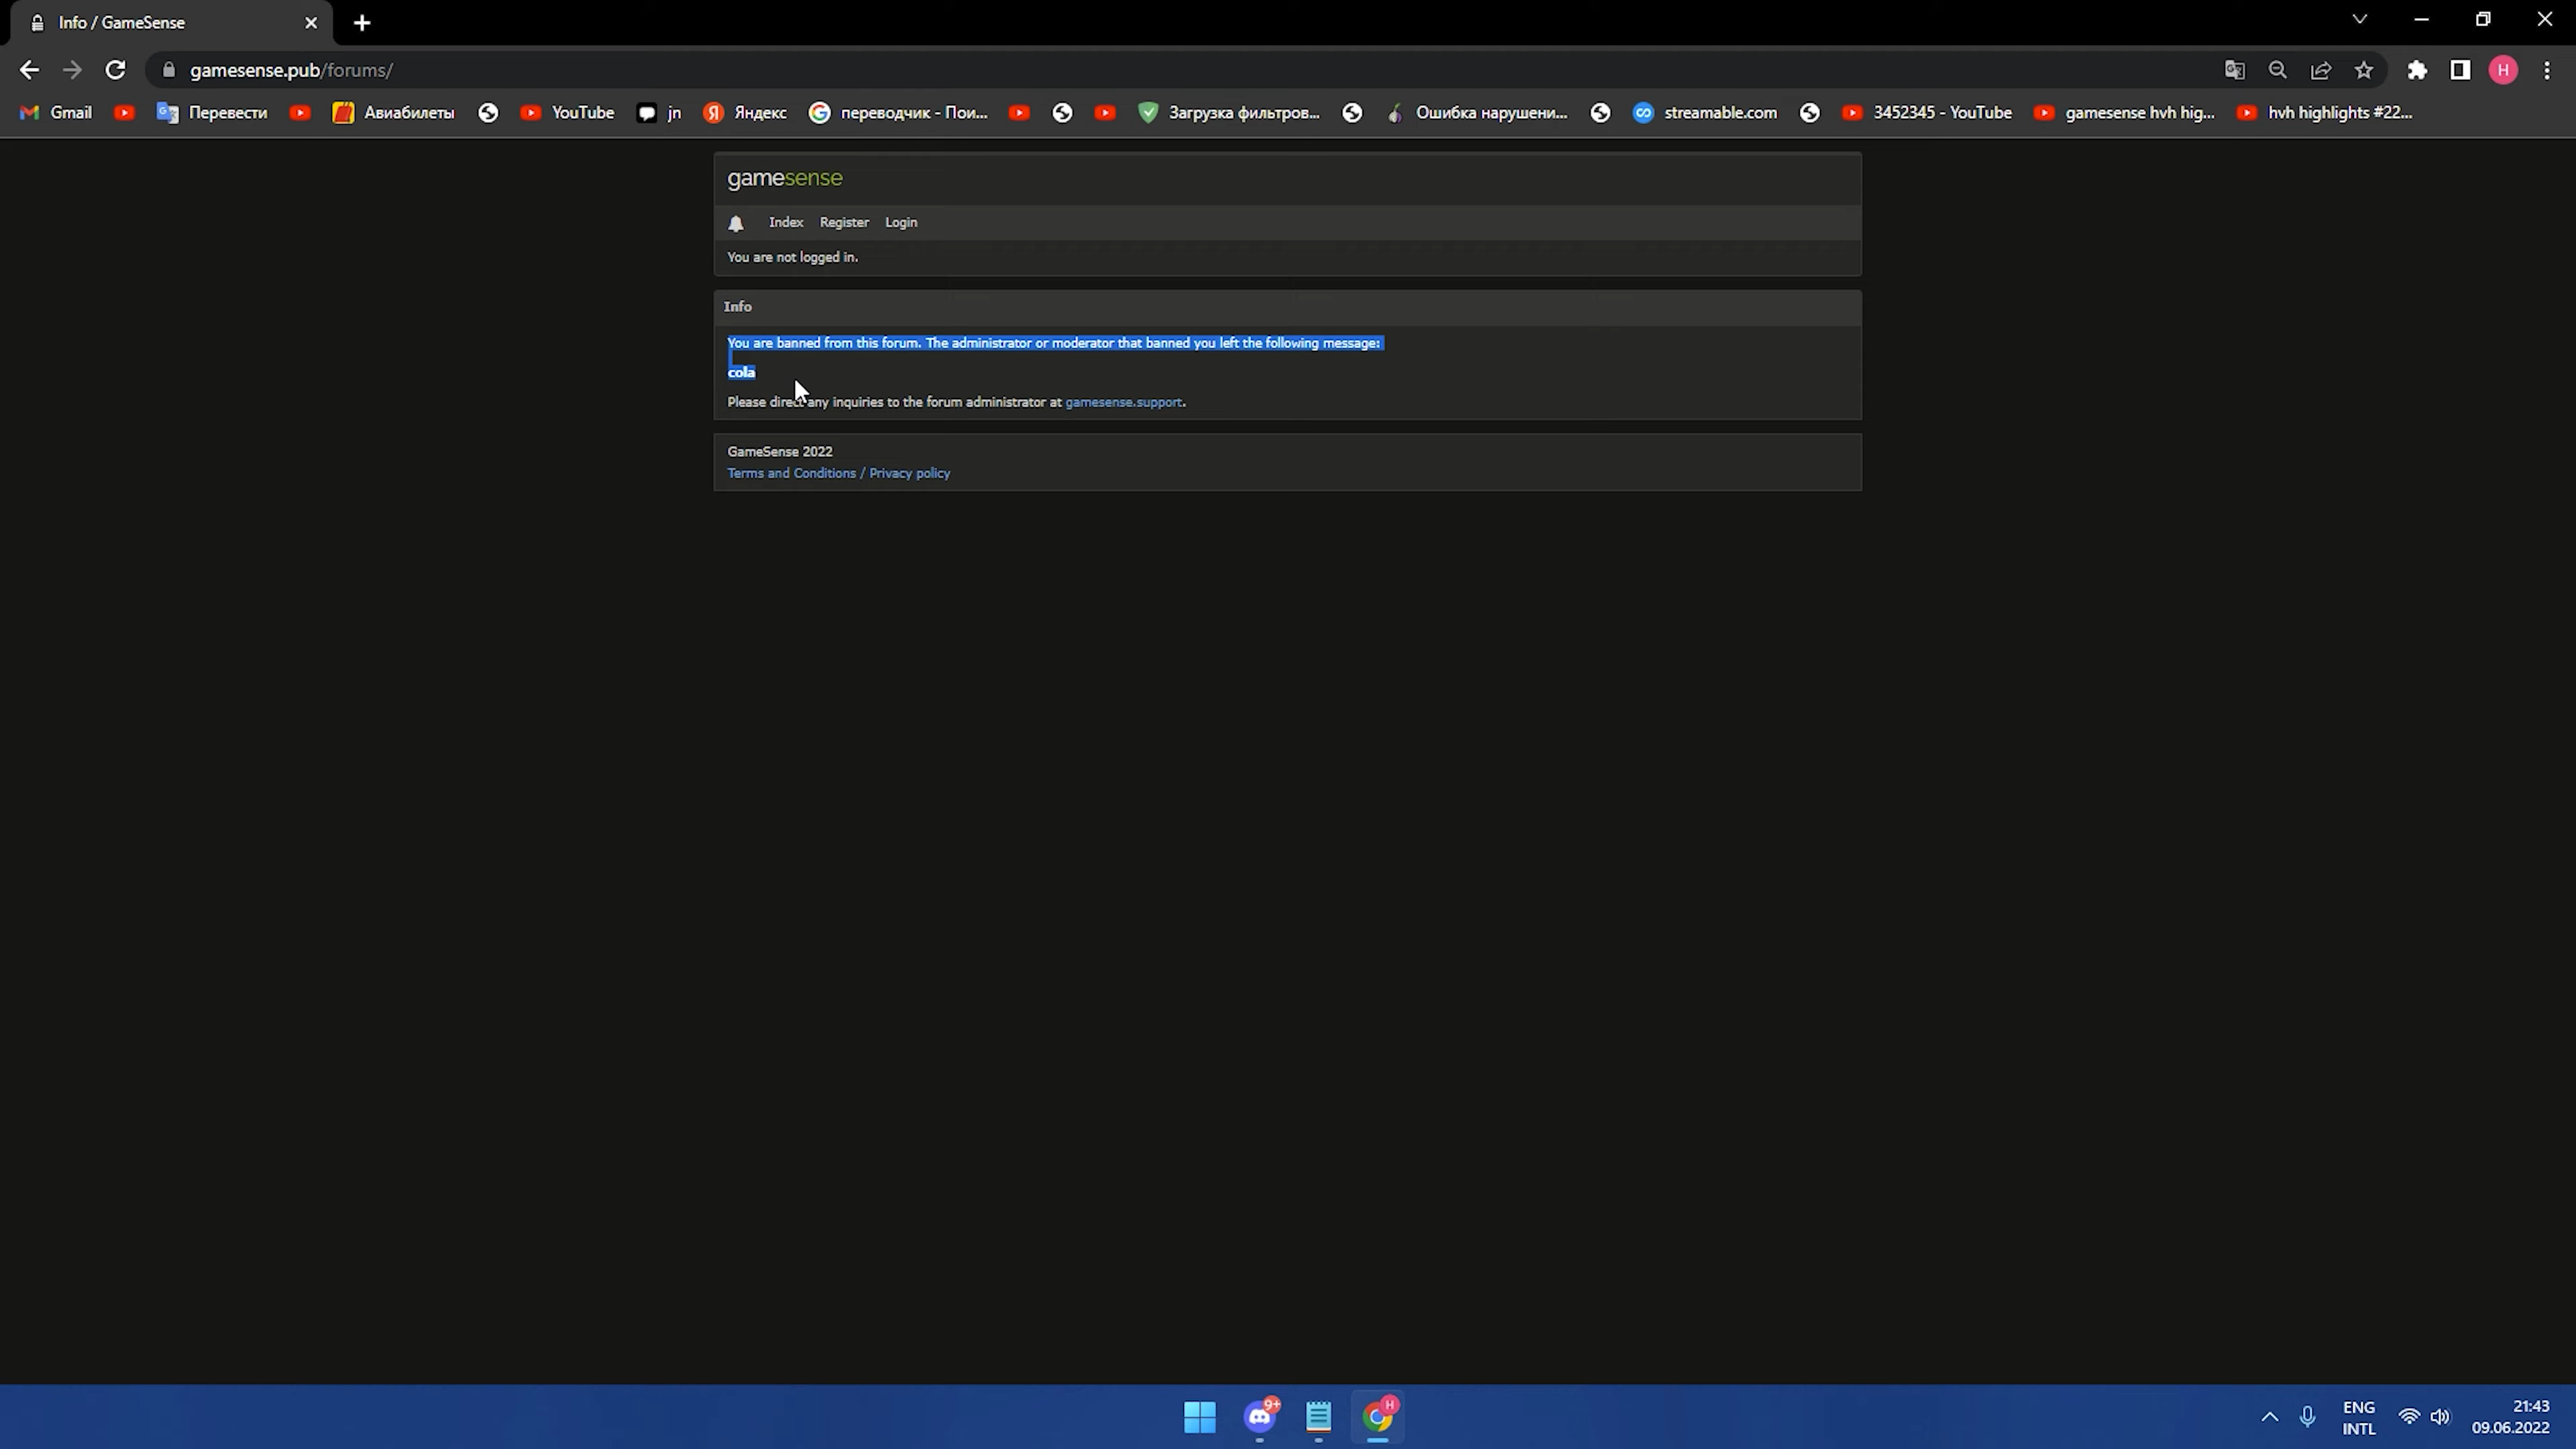 Info / GameSense
gamesense.pub/forums/
H
Gmail Перевести Авиабилеты YouTube jn Яндекс переводчик - Пои... Загрузка фильтров... Ошибка нарушени... streamable.com 3452345 - YouTube gamesense hvh hig... hvh highlights #22...
gamesense
Index Register Login
You are not logged in.
Info
You are banned from this forum. The administrator or moderator that banned you left the following message:
cola
Please direct any inquiries to the forum administrator at gamesense.support.
GameSense 2022
Terms and Conditions / Privacy policy
9+ H
ENG 21:43
INTL 09.06.2022